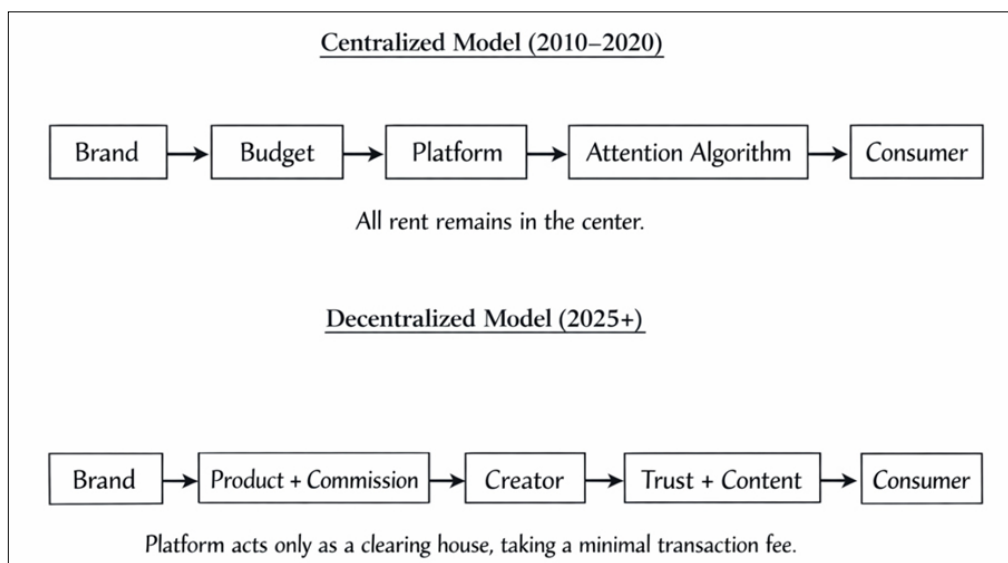 Centralized Model (2010–2020)
Brand Budget Platform Attention Algorithm Consumer
All rent remains in the center.
Decentralized Model (2025+)
Brand Product + Commission Creator Trust + Content Consumer
Platform acts only as a clearing house, taking a minimal transaction fee.